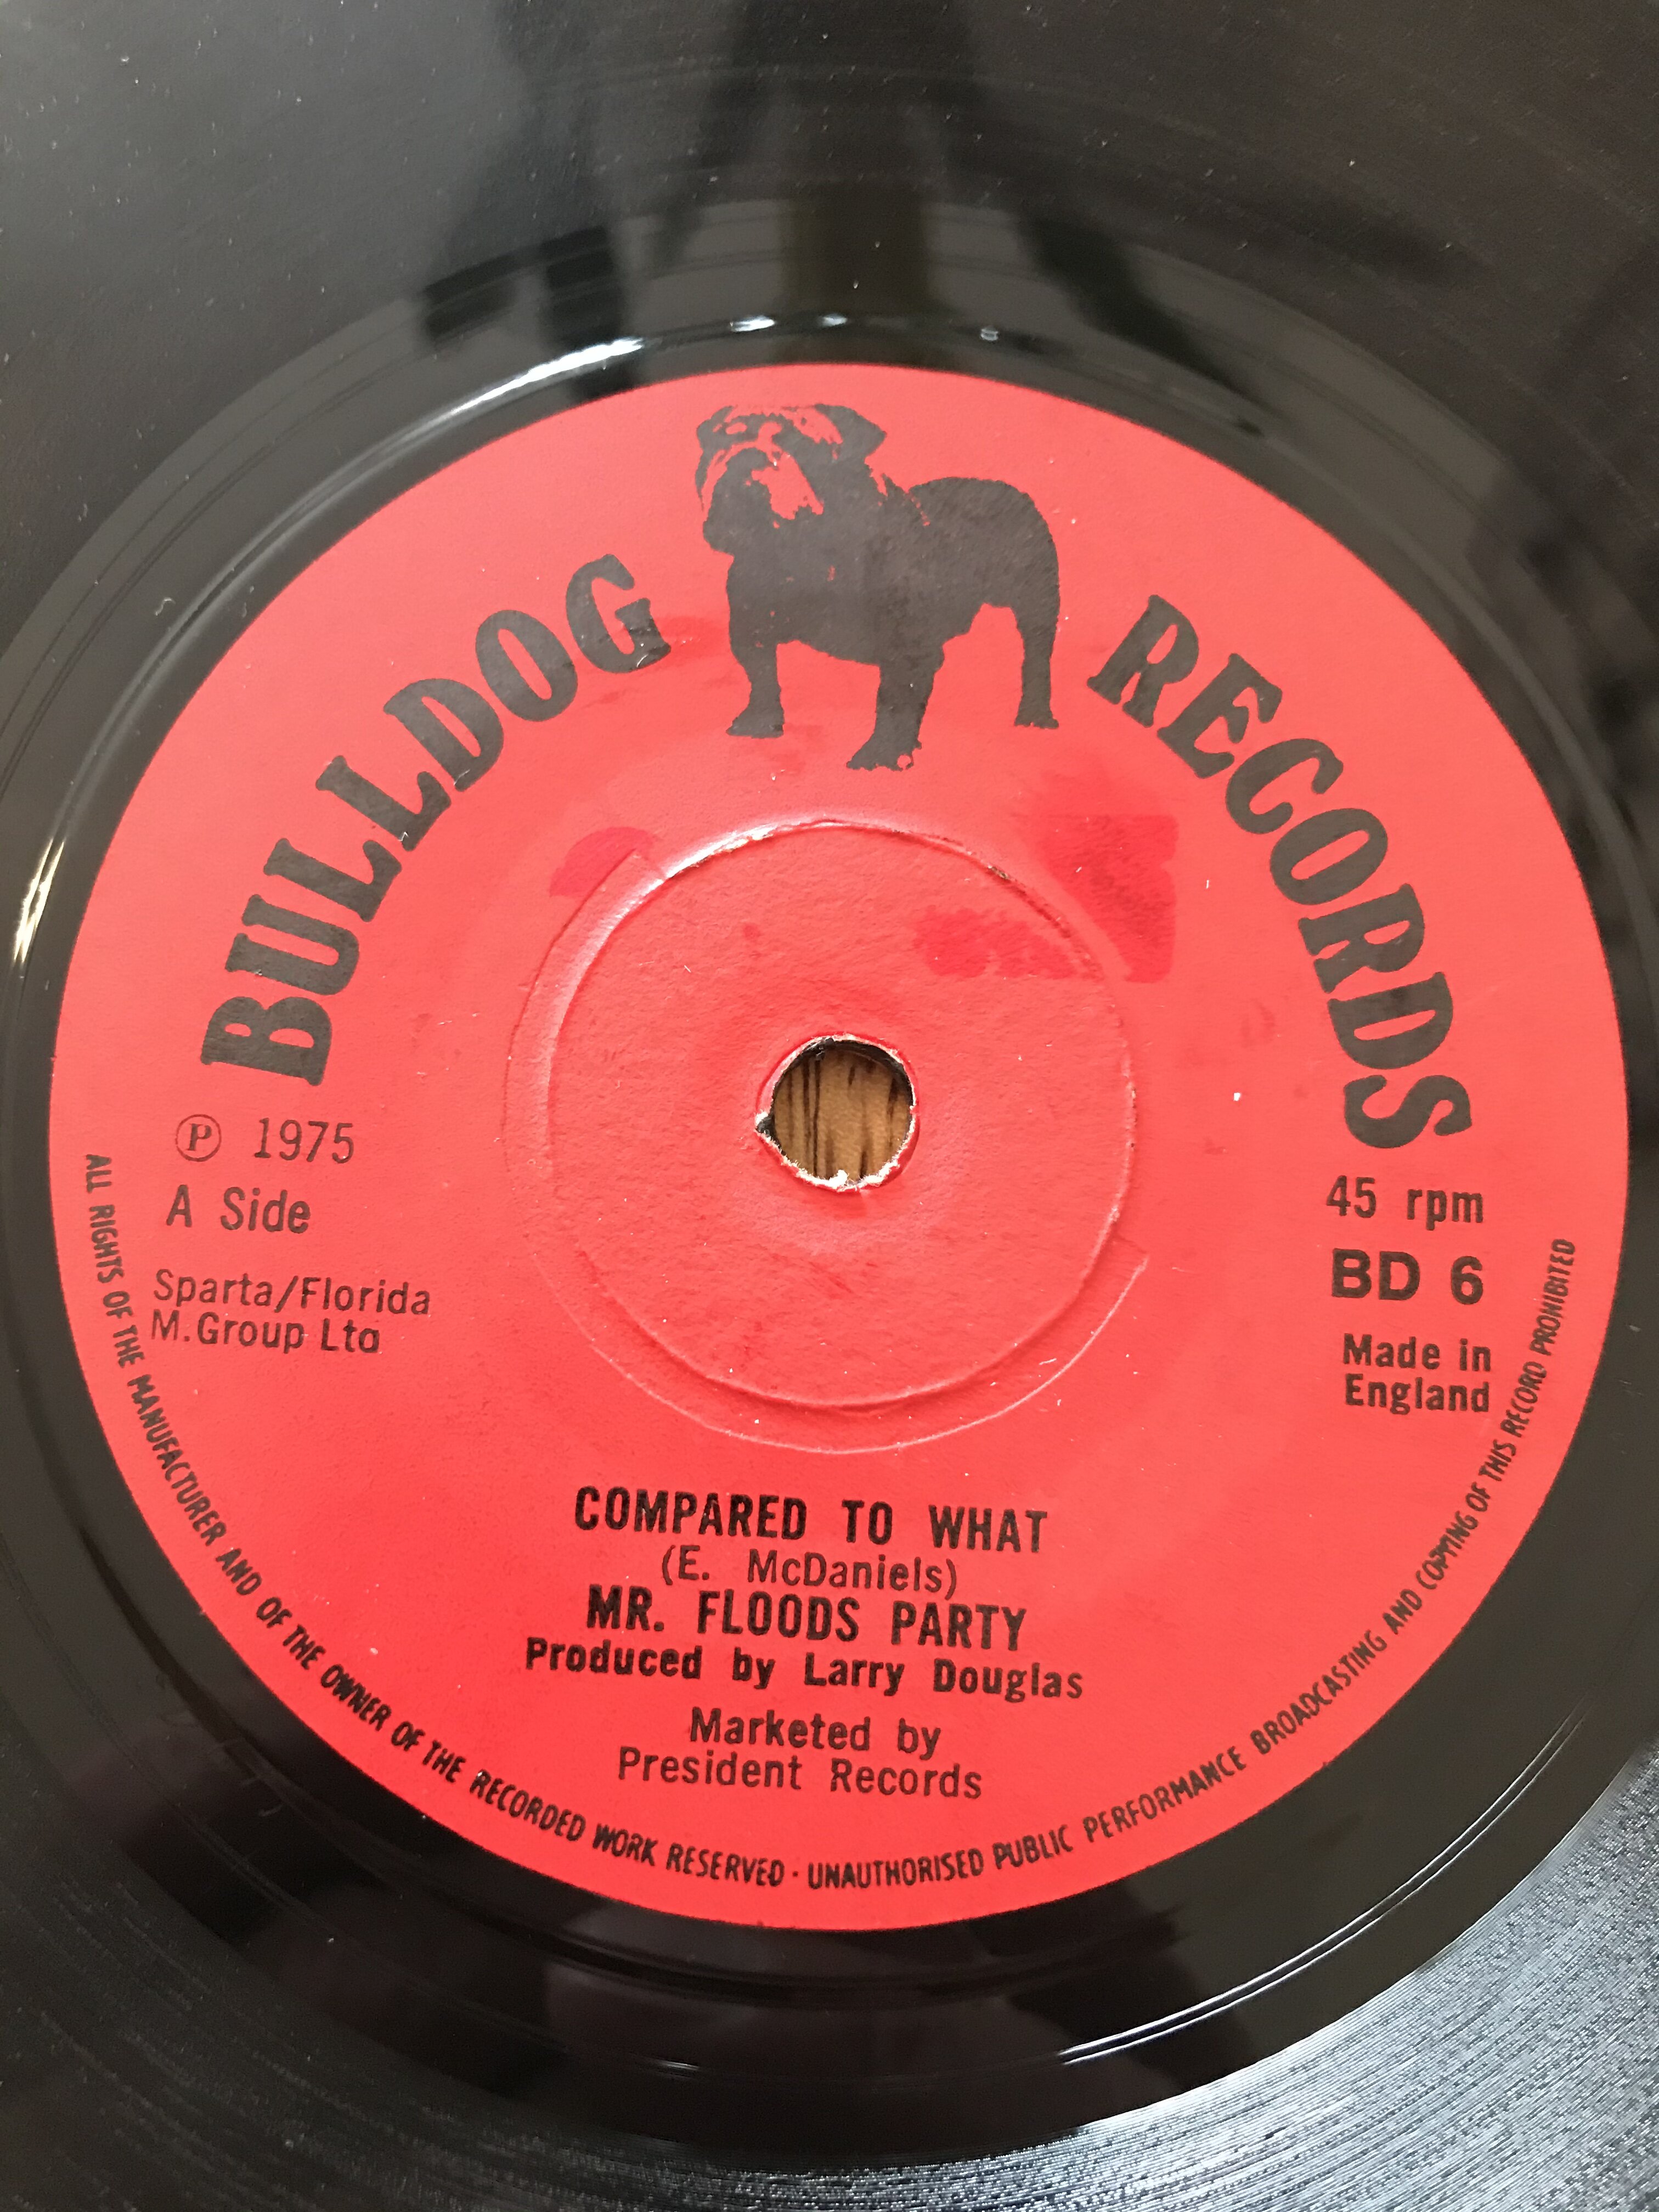 BULLDOG RECORDS
℗ 1975
A Side
Sparta/Florida
M.Group Ltd
45 rpm
BD 6
Made in
England
COMPARED TO WHAT
(E. McDaniels)
MR. FLOODS PARTY
Produced by Larry Douglas
Marketed by
President Records
ALL RIGHTS OF THE MANUFACTURER AND OF THE OWNER OF THE RECORDED WORK RESERVED · UNAUTHORISED PUBLIC PERFORMANCE BROADCASTING AND COPYING OF THIS RECORD PROHIBITED